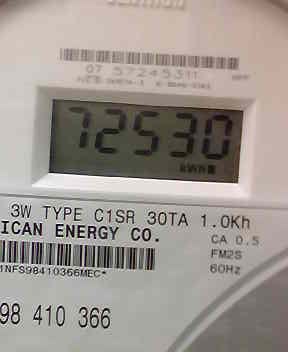 07 57245311
72530
kWh
3W TYPE C1SR 30TA 1.0Kh
ICAN ENERGY CO.
CA 0.5
FM2S
60Hz
1NFS98410366MEC*
98 410 366